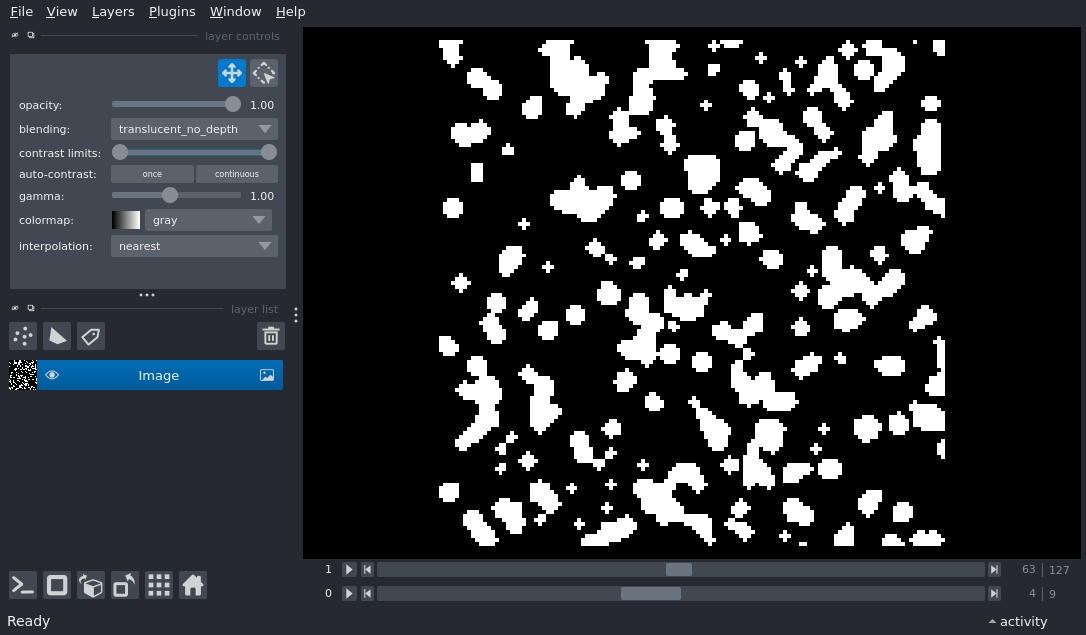 File View Layers Plugins Window Help
layer controls
opacity: 1.00
blending: translucent_no_depth
contrast limits:
auto-contrast: once continuous
gamma: 1.00
colormap: gray
interpolation: nearest
layer list
Image
1 63 127
0 4 9
Ready activity